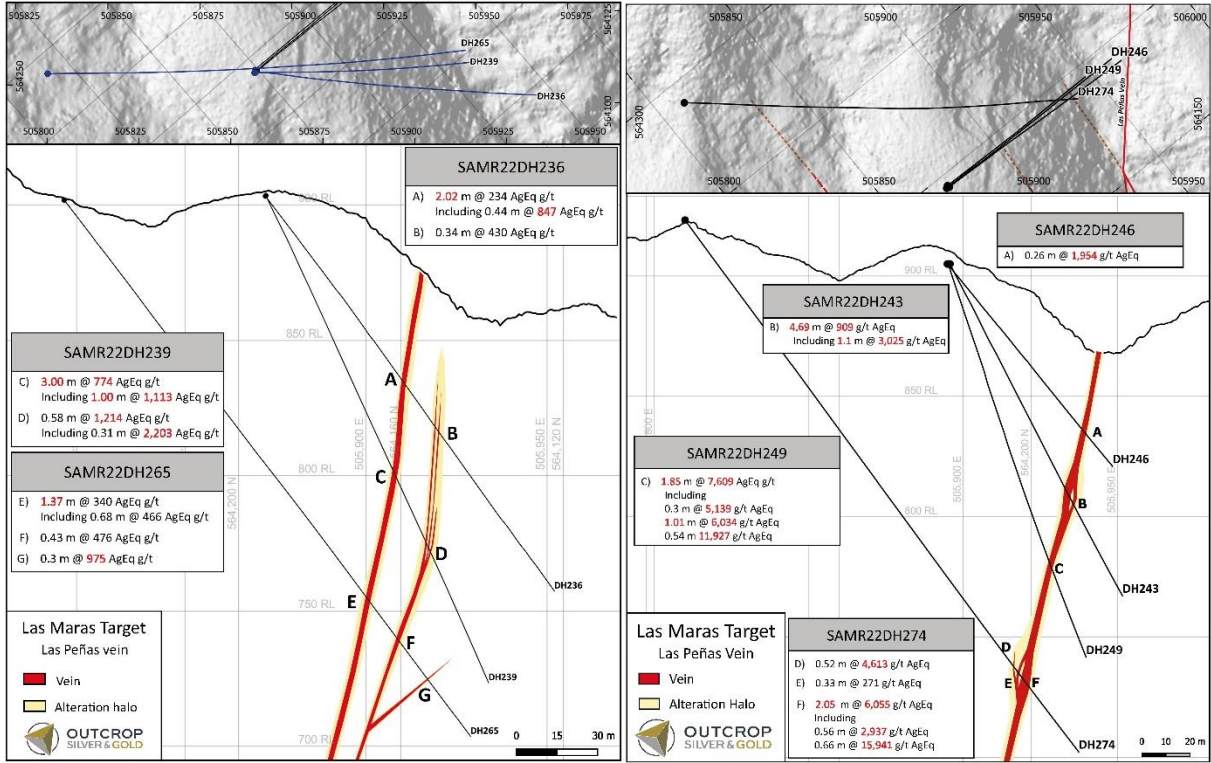 505850
505875
505900
505925
505950
505975
564125
564250
DH265
DH239
DH236
564100
505800
505825
505850
505875
505900
505925
505950
SAMR22DH236
A) 2.02 m @ 234 AgEq g/t
Including 0.44 m @ 847 AgEq g/t
B) 0.34 m @ 430 AgEq g/t
900 RL
850 RL
SAMR22DH239
C) 3.00 m @ 774 AgEq g/t
Including 1.00 m @ 1,113 AgEq g/t
D) 0.58 m @ 1,214 AgEq g/t
Including 0.31 m @ 2,203 AgEq g/t
SAMR22DH265
E) 1.37 m @ 340 AgEq g/t
Including 0.68 m @ 466 AgEq g/t
F) 0.43 m @ 476 AgEq g/t
G) 0.3 m @ 975 AgEq g/t
A
B
C
D
E
F
G
800 RL
750 RL
700 RL
564,200 N
505,900 E
564,160 N
505,950 E
564,120 N
DH236
DH239
DH265
Las Maras Target
Las Peñas vein
Vein
Alteration halo
OUTCROP
SILVER & GOLD
0 15 30 m
505850
505900
505950
506000
DH246
DH249
DH274
Las Peñas Vein
564300
564150
505800
505850
505900
505950
SAMR22DH246
A) 0.26 m @ 1,954 g/t AgEq
900 RL
SAMR22DH243
B) 4,69 m @ 909 g/t AgEq
Including 1.1 m @ 3,025 g/t AgEq
850 RL
SAMR22DH249
C) 1.85 m @ 7,609 g/t AgEq
Including
0.3 m @ 5,139 g/t AgEq
1.01 m @ 6,034 g/t AgEq
0.54 m 11,927 g/t AgEq
505,900 E
564,200 N
505,950 E
800 RL
A
DH246
B
C
DH243
DH249
D
E
F
DH274
SAMR22DH274
D) 0.52 m @ 4,613 g/t AgEq
E) 0.33 m @ 271 g/t AgEq
F) 2.05 m @ 6,055 g/t AgEq
Including
0.56 m @ 2,937 g/t AgEq
0.66 m @ 15,941 g/t AgEq
Las Maras Target
Las Peñas Vein
Vein
Alteration Halo
OUTCROP
SILVER & GOLD
0 10 20 m